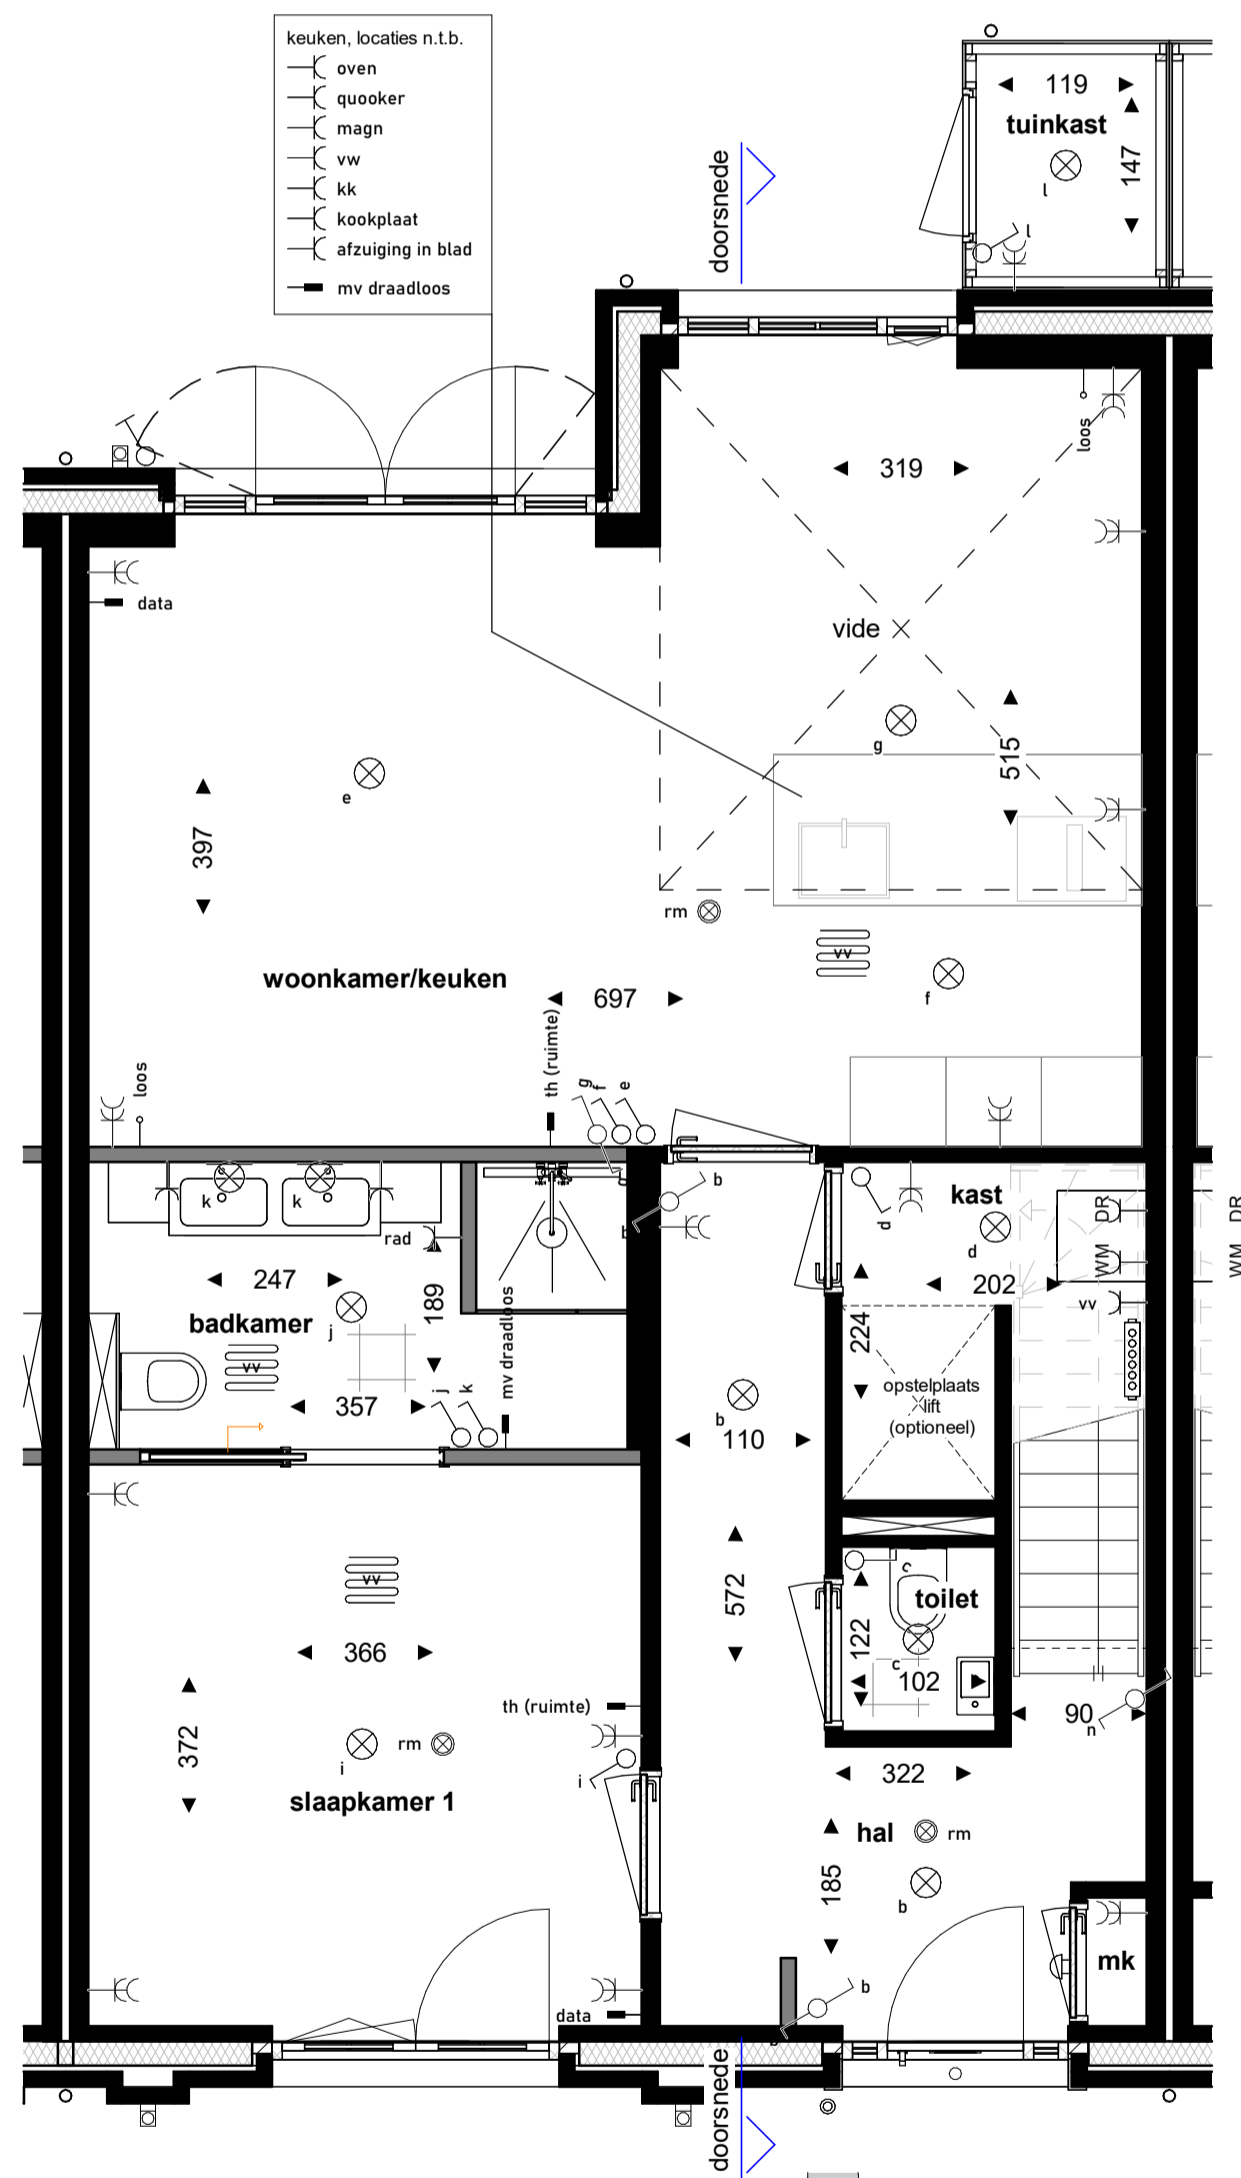 keuken, locaties n.t.b.
oven
quooker
magn
vw
kk
kookplaat
afzuiging in blad
mv draadloos
119
tuinkast
147
l
l
doorsnede
loos
319
data
vide
g
515
e
397
rm
vv
f
woonkamer/keuken
697
th (ruimte)
g
f
e
loos
b
b
k
k
rad
d
kast
d
DR
WM
DR
WM
202
vv
247
189
badkamer
j
vv
357
j
k
mv draadloos
224
opstelplaats
lift
(optioneel)
b
110
572
vv
c
toilet
122
c
102
366
th (ruimte)
372
i
rm
i
slaapkamer 1
90
n
322
hal
rm
185
b
mk
b
data
doorsnede